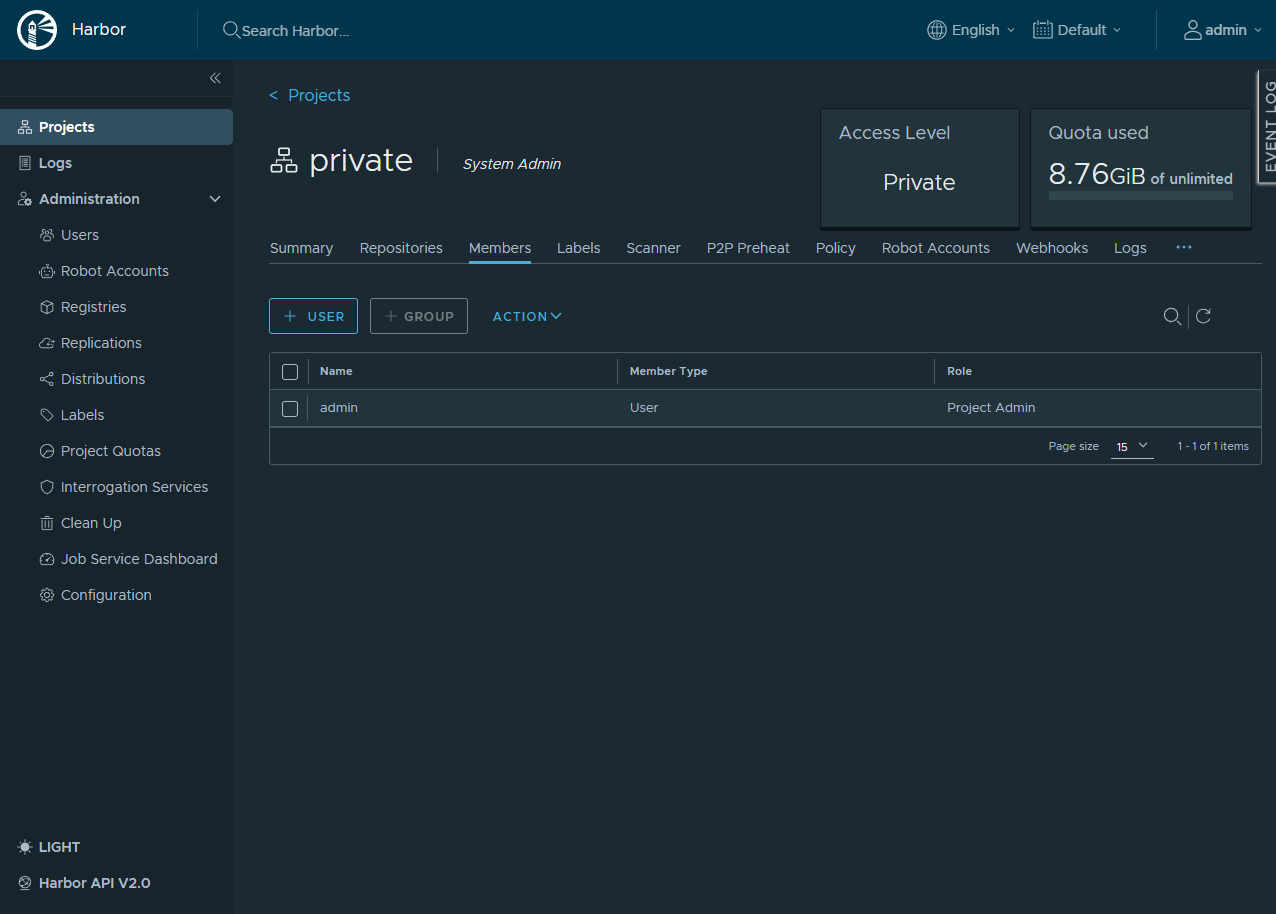 Harbor
Search Harbor...
English
Default
admin
EVENT LOG
Projects
Logs
Administration
Users
Robot Accounts
Registries
Replications
Distributions
Labels
Project Quotas
Interrogation Services
Clean Up
Job Service Dashboard
Configuration
LIGHT
Harbor API V2.0
< Projects
private
System Admin
Access Level
Private
Quota used
8.76GiB of unlimited
Summary Repositories Members Labels Scanner P2P Preheat Policy Robot Accounts Webhooks Logs ...
+ USER + GROUP ACTION
Name Member Type Role
admin User Project Admin
Page size 15 1 - 1 of 1 items